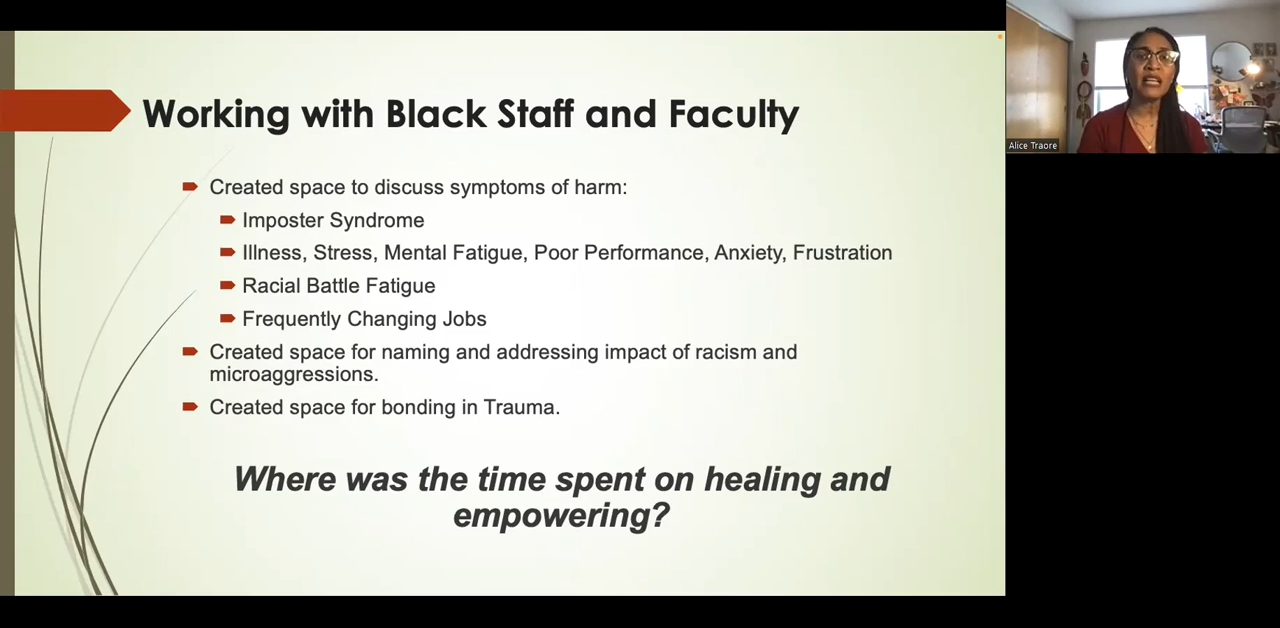 Working with Black Staff and Faculty
Created space to discuss symptoms of harm:
Imposter Syndrome
Illness, Stress, Mental Fatigue, Poor Performance, Anxiety, Frustration
Racial Battle Fatigue
Frequently Changing Jobs
Created space for naming and addressing impact of racism and
microaggressions.
Created space for bonding in Trauma.
Where was the time spent on healing and
empowering?
Alice Traore